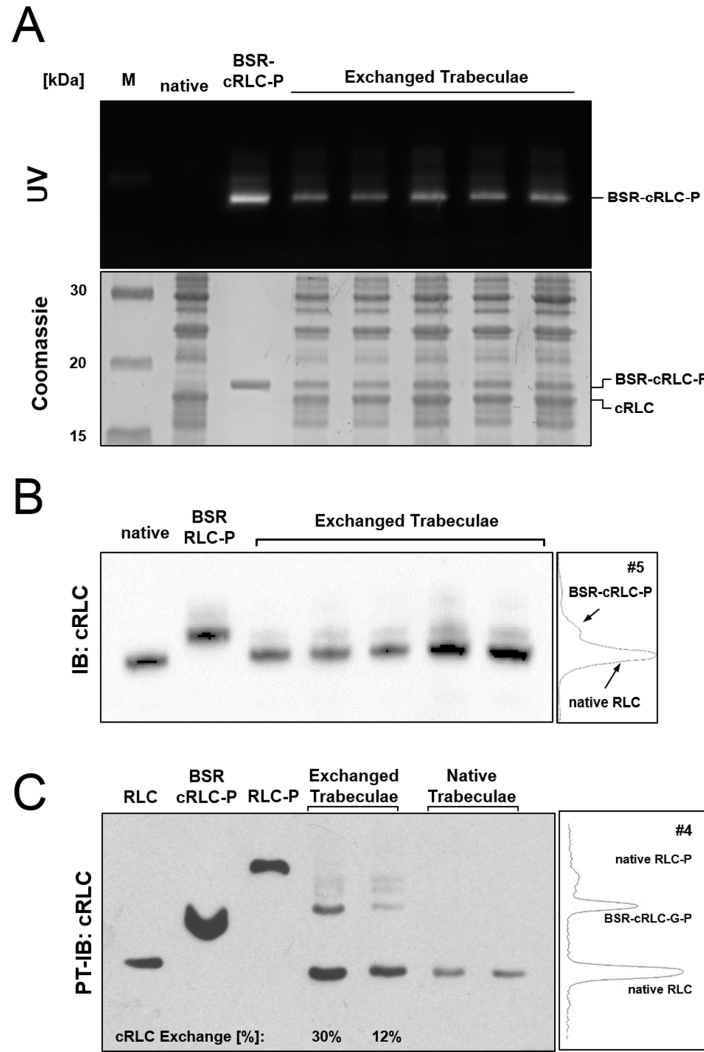 A
[kDa] M native BSR- cRLC-P Exchanged Trabeculae
UV
BSR-cRLC-P
30
20
15
Coomassie
BSR-cRLC-P
cRLC
B
native BSR RLC-P Exchanged Trabeculae
IB: cRLC
#5
BSR-cRLC-P
native RLC
C
RLC BSR cRLC-P RLC-P Exchanged Trabeculae Native Trabeculae
PT-IB: cRLC
#4
native RLC-P
BSR-cRLC-G-P
native RLC
cRLC Exchange [%]: 30% 12%